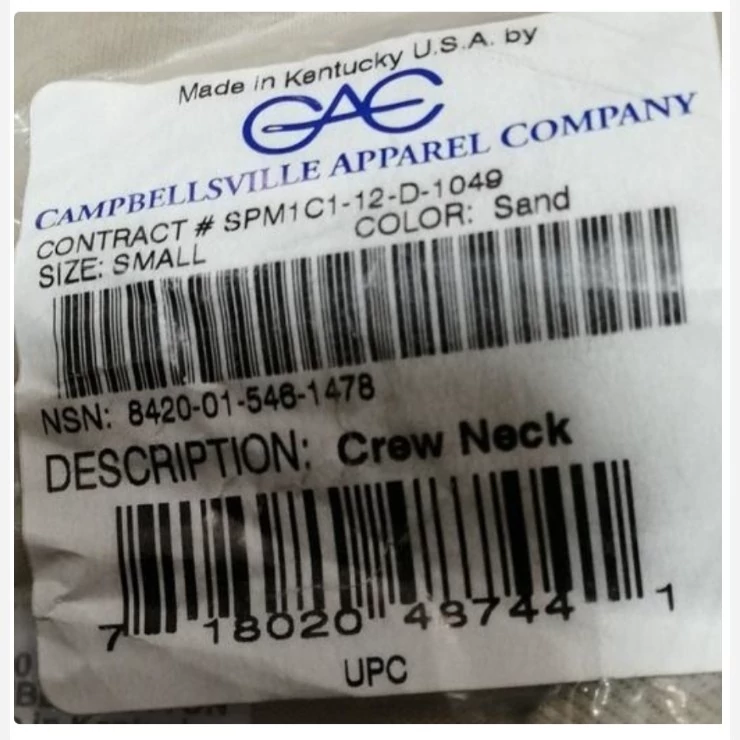 Made in Kentucky U.S.A. by
CAC
CAMPBELLSVILLE APPAREL COMPANY
CONTRACT # SPM1C1-12-D-1049
SIZE: SMALL COLOR: Sand
NSN: 8420-01-546-1478
DESCRIPTION: Crew Neck
7 18020 48744 1
UPC